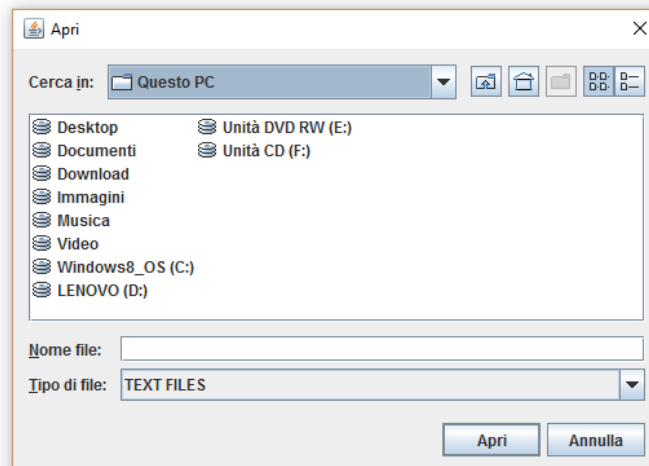 Apri
Cerca in: Questo PC
Desktop
Documenti
Download
Immagini
Musica
Video
Windows8_OS (C:)
LENOVO (D:)
Unità DVD RW (E:)
Unità CD (F:)
Nome file:
Tipo di file: TEXT FILES
Apri Annulla